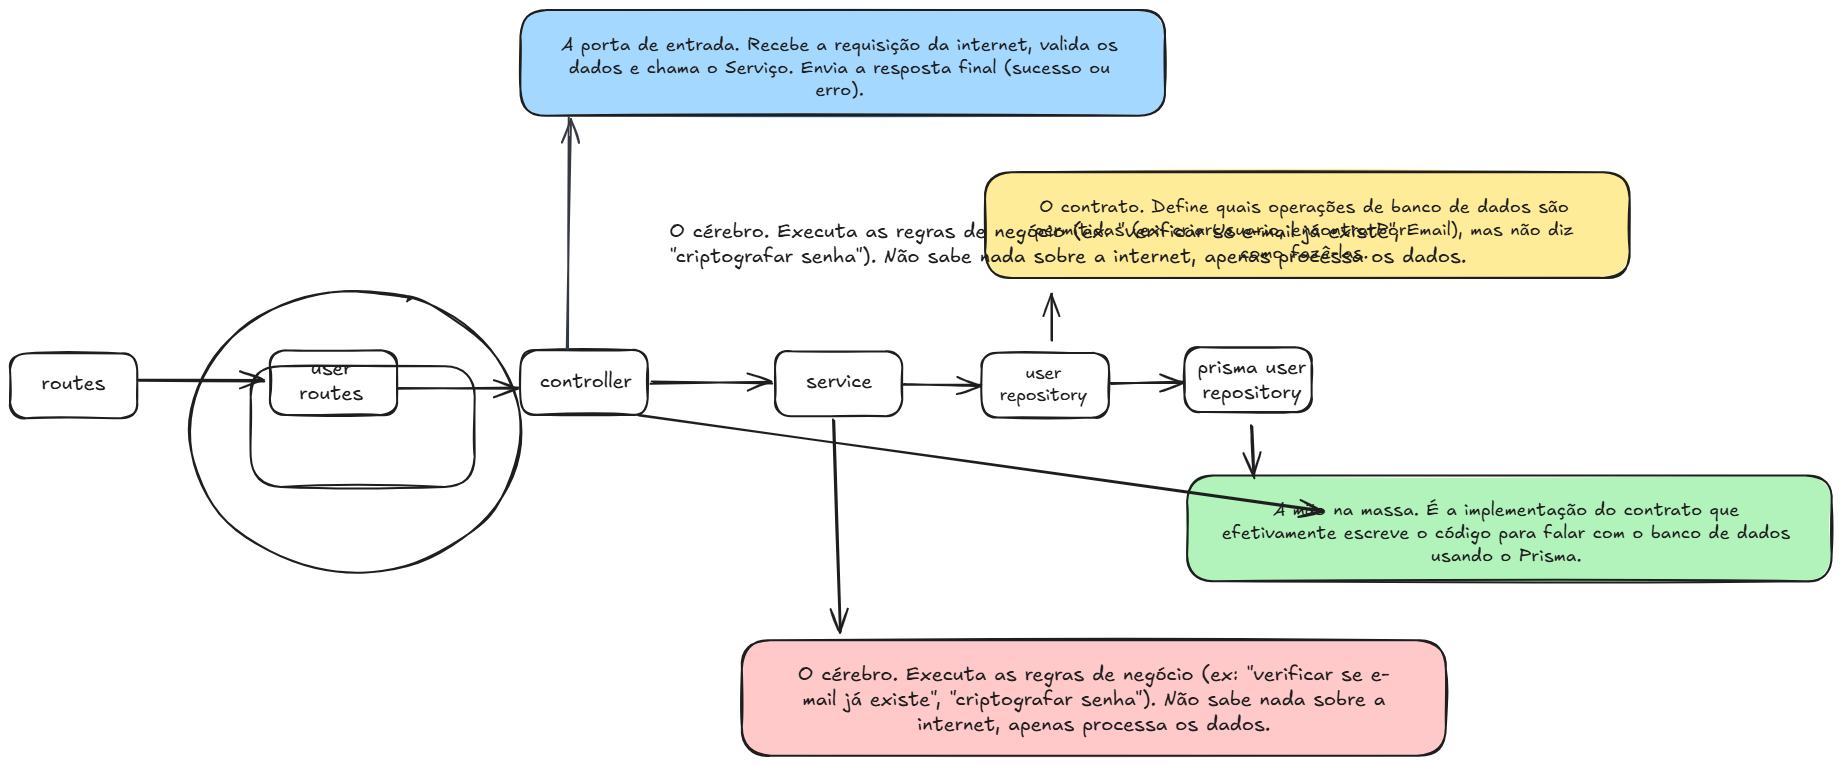 A porta de entrada. Recebe a requisição da internet, valida os
dados e chama o Serviço. Envia a resposta final (sucesso ou
erro).
O contrato. Define quais operações de banco de dados são
permitidas (ex: criarUsuario, encontrarPorEmail), mas não diz
como fazê-los.
O cérebro. Executa as regras de negócio (ex: "verificar se e-mail já existe",
"criptografar senha"). Não sabe nada sobre a internet, apenas processa os dados.
routes
user
routes
controller
service
user
repository
prisma user
repository
A mão na massa. É a implementação do contrato que
efetivamente escreve o código para falar com o banco de dados
usando o Prisma.
O cérebro. Executa as regras de negócio (ex: "verificar se e-
mail já existe", "criptografar senha"). Não sabe nada sobre a
internet, apenas processa os dados.